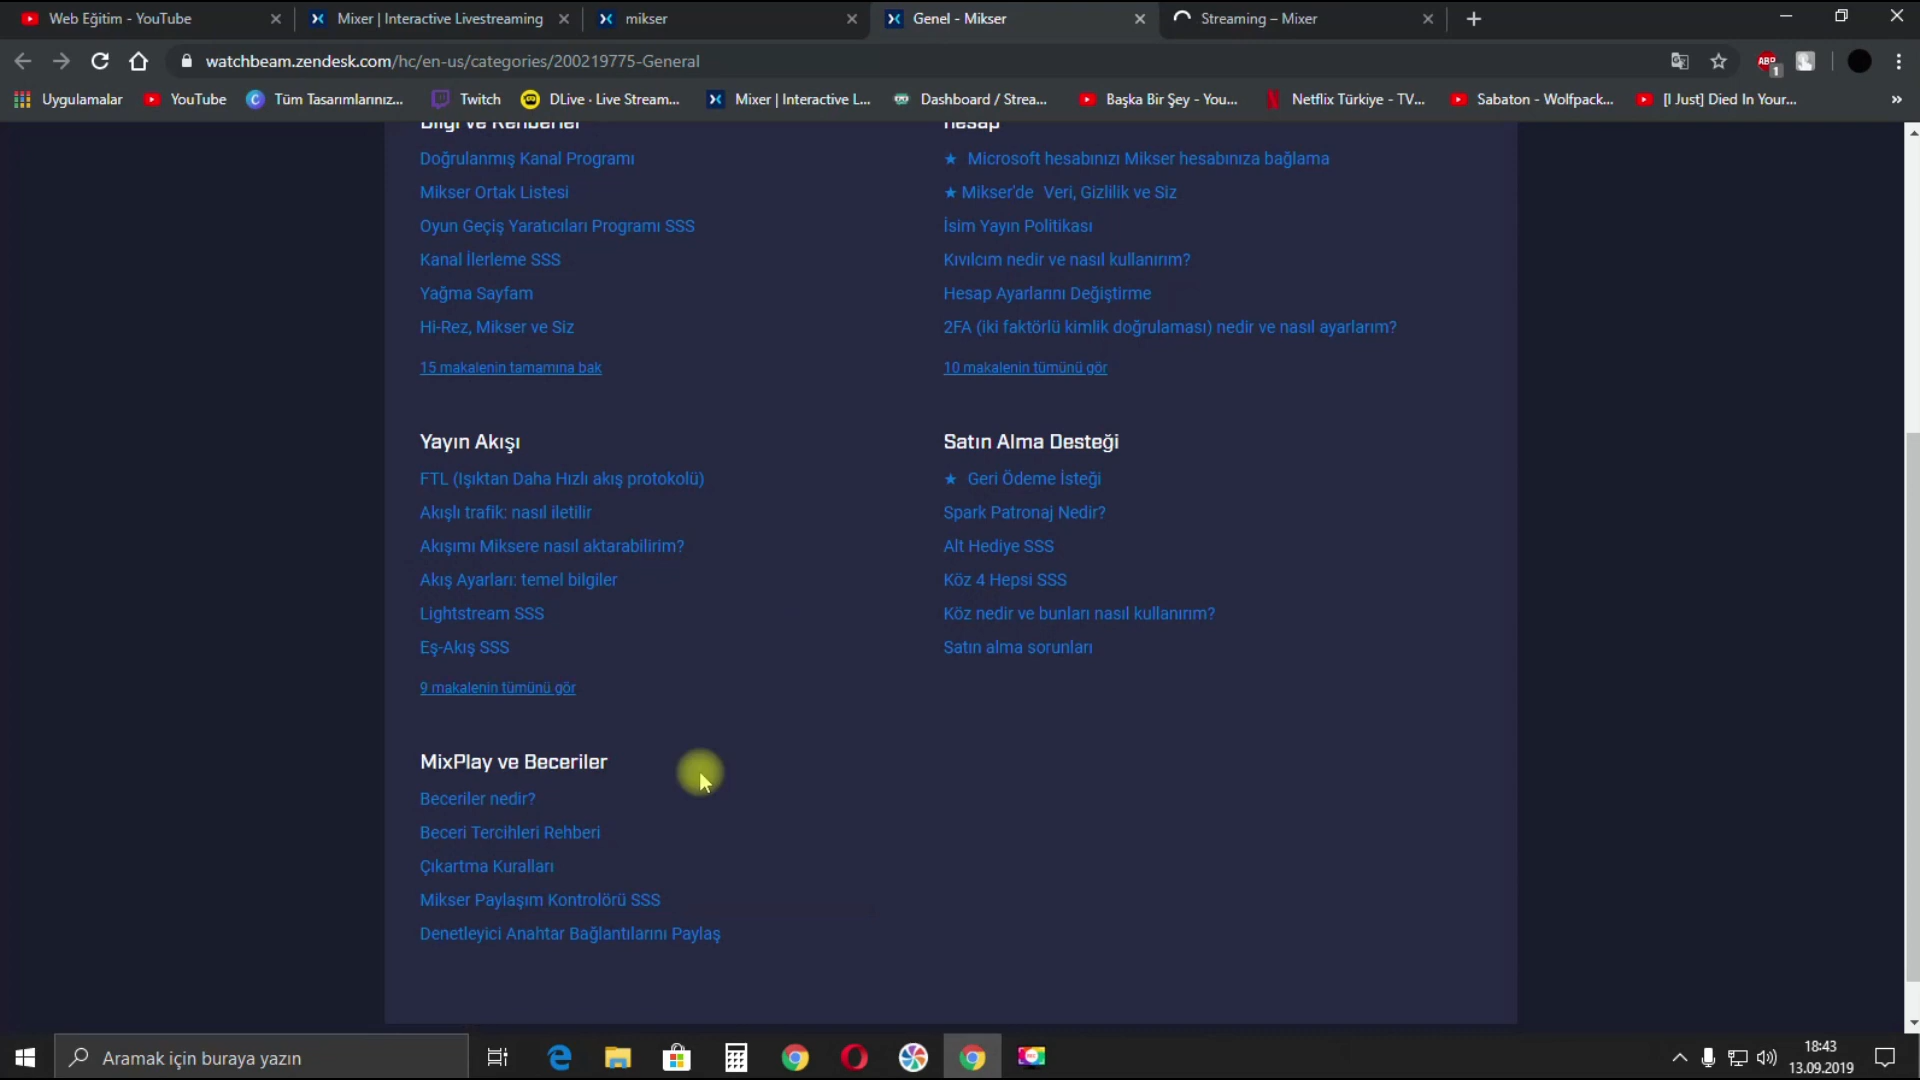 Web Eğitim - YouTube
Mixer | Interactive Livestreaming
mikser
Genel - Mikser
Streaming – Mixer
watchbeam.zendesk.com/hc/en-us/categories/200219775-General
ABP
1
Uygulamalar
YouTube
Tüm Tasarımlarınız...
Twitch
DLive · Live Stream...
Mixer | Interactive L...
Dashboard / Strea...
Başka Bir Şey - You...
Netflix Türkiye - TV...
Sabaton - Wolfpack...
[I Just] Died In Your...
»
Bilgi ve Rehberler
Doğrulanmış Kanal Programı
Mikser Ortak Listesi
Oyun Geçiş Yaratıcıları Programı SSS
Kanal İlerleme SSS
Yağma Sayfam
Hi-Rez, Mikser ve Siz
15 makalenin tamamına bak
Hesap
★ Microsoft hesabınızı Mikser hesabınıza bağlama
★ Mikser'de Veri, Gizlilik ve Siz
İsim Yayın Politikası
Kıvılcım nedir ve nasıl kullanırım?
Hesap Ayarlarını Değiştirme
2FA (iki faktörlü kimlik doğrulaması) nedir ve nasıl ayarlarım?
10 makalenin tümünü gör
Yayın Akışı
FTL (Işıktan Daha Hızlı akış protokolü)
Akışlı trafik: nasıl iletilir
Akışımı Miksere nasıl aktarabilirim?
Akış Ayarları: temel bilgiler
Lightstream SSS
Eş-Akış SSS
9 makalenin tümünü gör
Satın Alma Desteği
★ Geri Ödeme İsteği
Spark Patronaj Nedir?
Alt Hediye SSS
Köz 4 Hepsi SSS
Köz nedir ve bunları nasıl kullanırım?
Satın alma sorunları
MixPlay ve Beceriler
Beceriler nedir?
Beceri Tercihleri Rehberi
Çıkartma Kuralları
Mikser Paylaşım Kontrolörü SSS
Denetleyici Anahtar Bağlantılarını Paylaş
Aramak için buraya yazın
18:43
13.09.2019